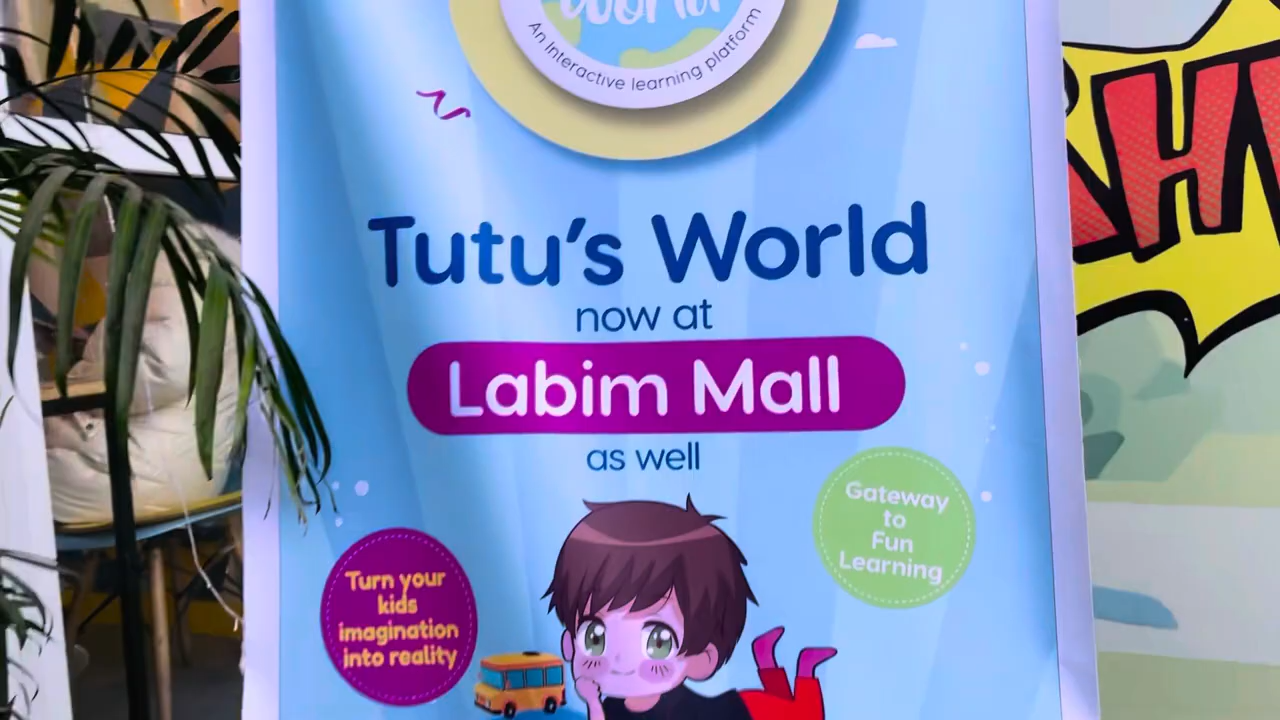 World
An Interactive learning platform
Tutu's World
now at
Labim Mall
as well
Gateway
to
Fun
Learning
Turn your
kids
imagination
into reality